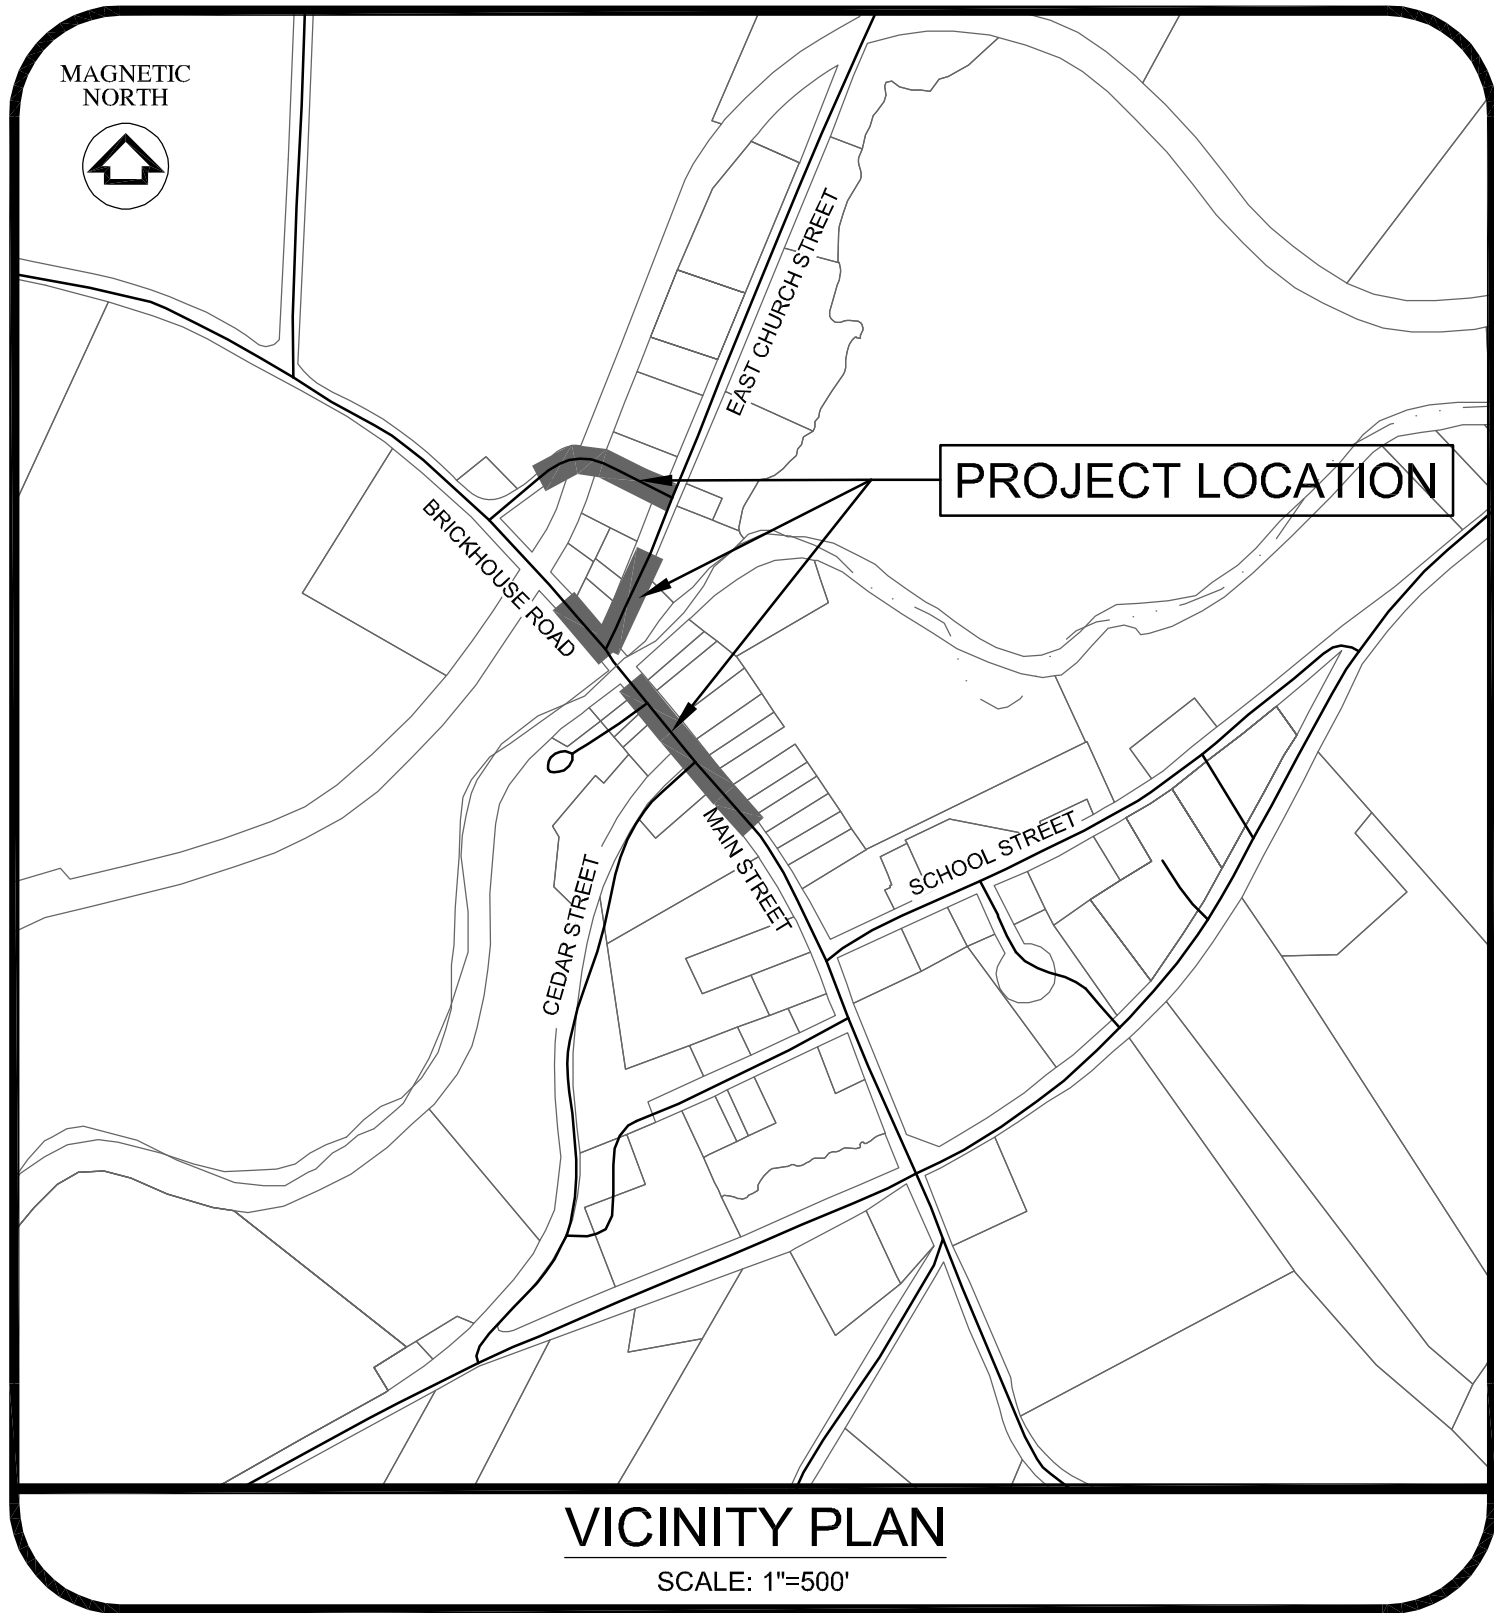 MAGNETIC
NORTH
EAST CHURCH STREET
PROJECT LOCATION
BRICKHOUSE ROAD
MAIN STREET
SCHOOL STREET
CEDAR STREET
VICINITY PLAN
SCALE: 1"=500'